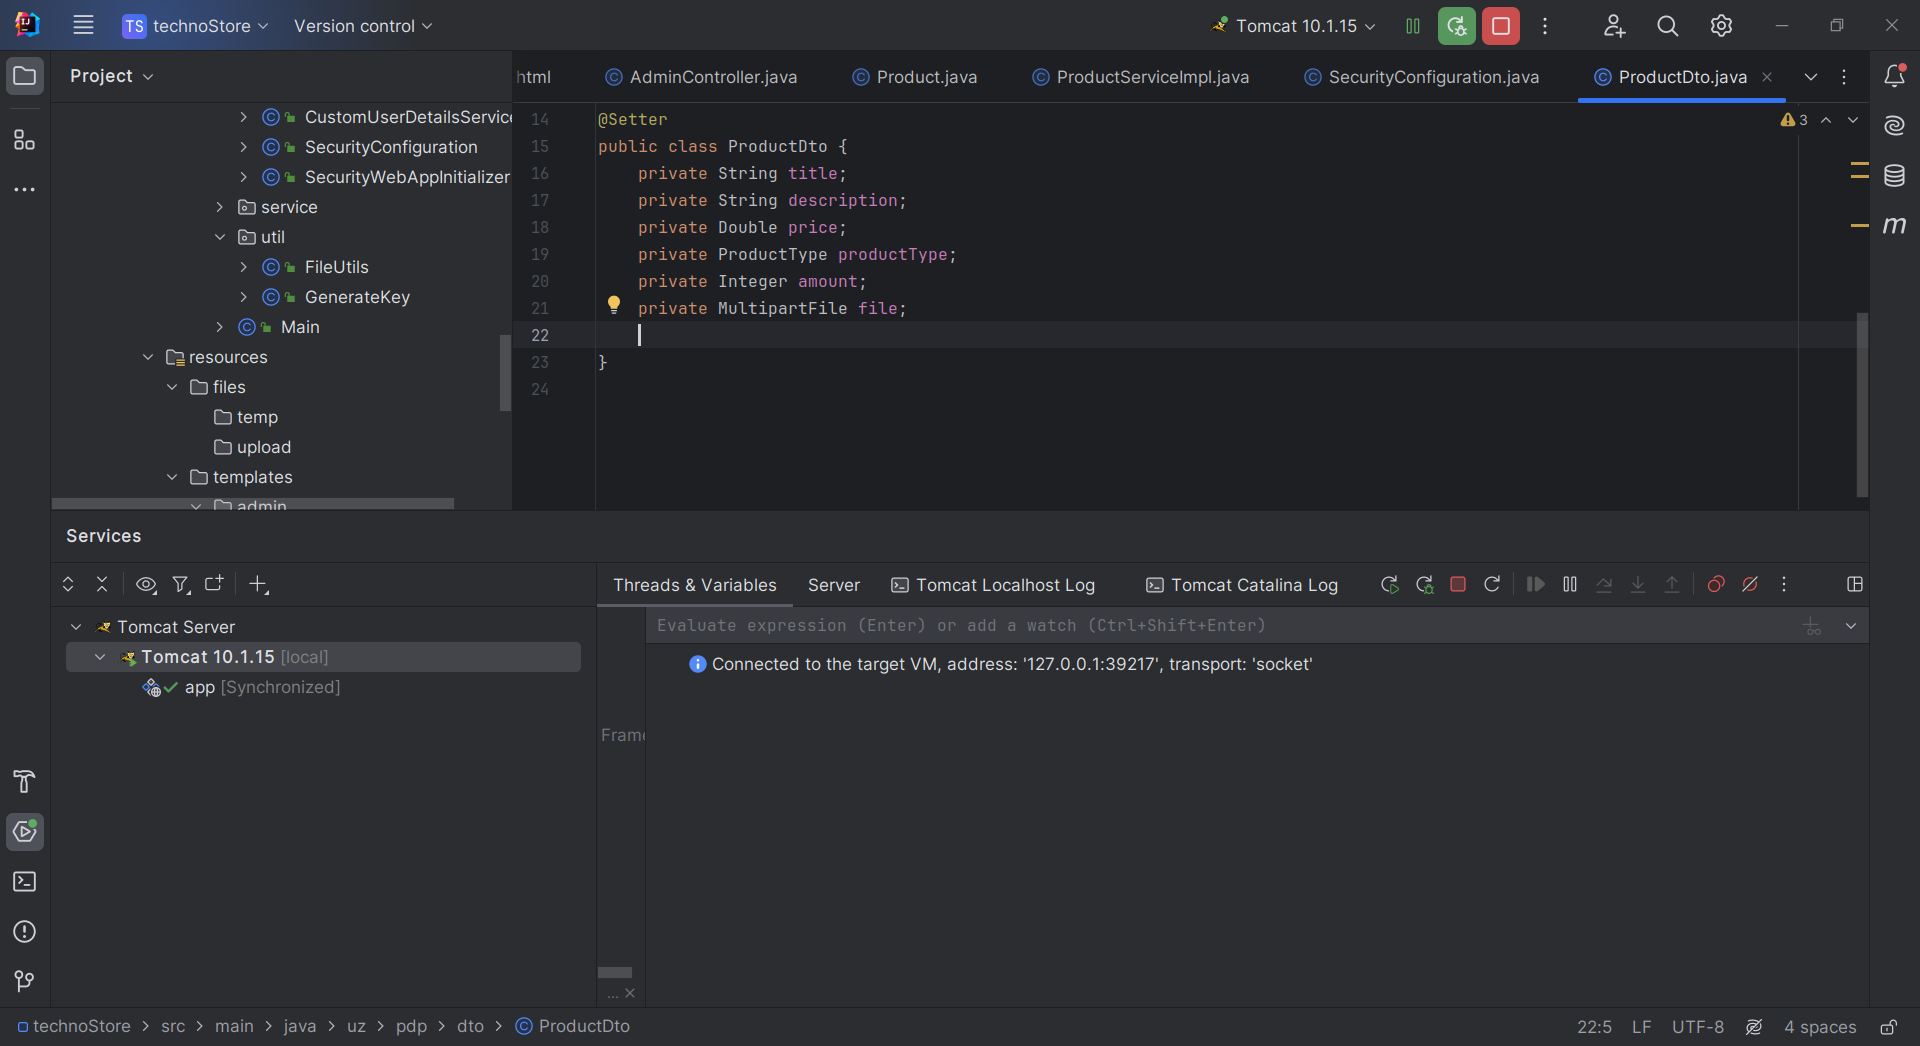 TS technoStore Version control Tomcat 10.1.15
Project
CustomUserDetailsService
SecurityConfiguration
SecurityWebAppInitializer
service
util
FileUtils
GenerateKey
Main
resources
files
temp
upload
templates
admin
html AdminController.java Product.java ProductServiceImpl.java SecurityConfiguration.java ProductDto.java
3
14 @Setter
15 public class ProductDto {
16 private String title;
17 private String description;
18 private Double price;
19 private ProductType productType;
20 private Integer amount;
21 private MultipartFile file;
22
23 }
24
Services
Tomcat Server
Tomcat 10.1.15 [local]
app [Synchronized]
Threads & Variables Server Tomcat Localhost Log Tomcat Catalina Log
Evaluate expression (Enter) or add a watch (Ctrl+Shift+Enter)
Connected to the target VM, address: '127.0.0.1:39217', transport: 'socket'
Frame
...
technoStore > src > main > java > uz > pdp > dto > ProductDto
22:5 LF UTF-8 4 spaces